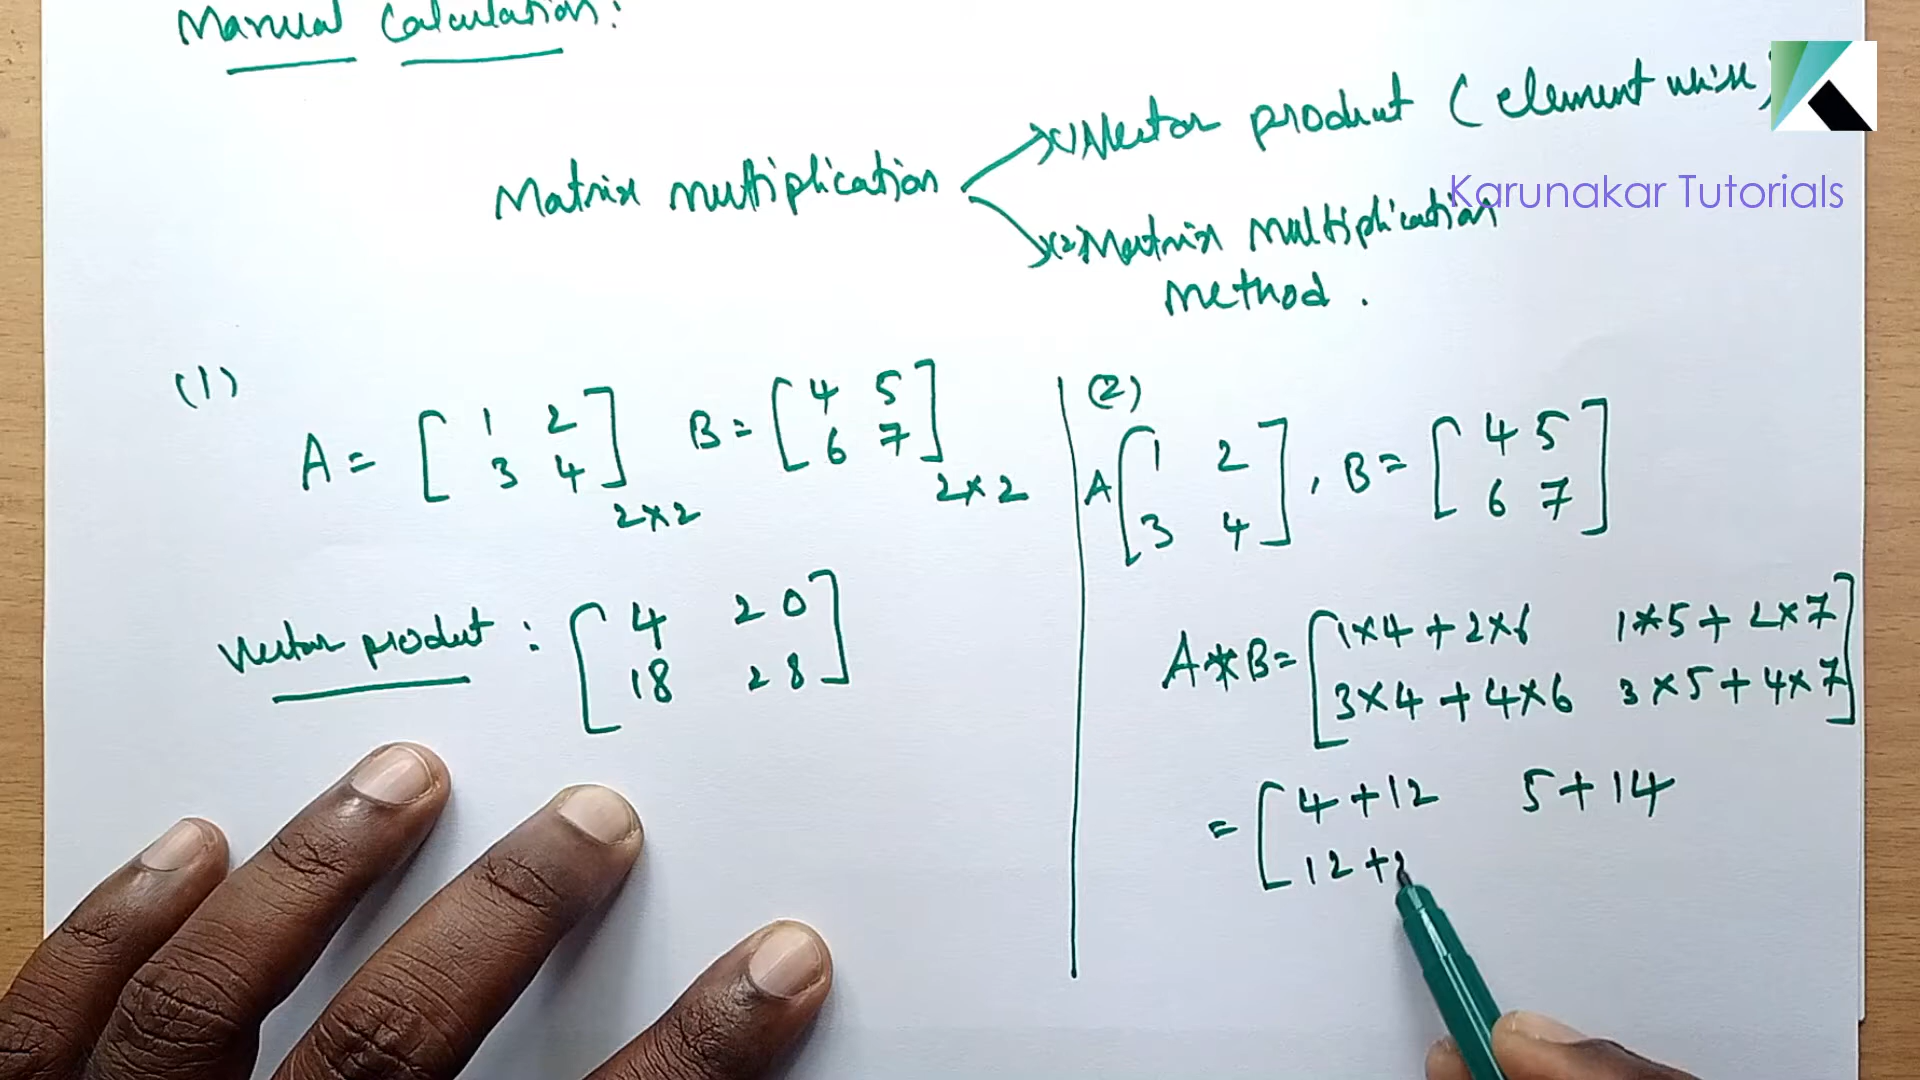 Manual Calculation:
Matrix multiplication
(1) Vector product (element wise)
Karunakar Tutorials
(2) Matrix multiplication
method.
(1)
A = [1 2
3 4] 2×2
B = [4 5
6 7] 2×2
Vector product : [4 20
18 28]
(2)
A [1 2
3 4] , B = [4 5
6 7]
A*B = [1×4+2×6 1*5+2×7
3×4+4×6 3×5+4×7]
= [4+12 5+14
12+2